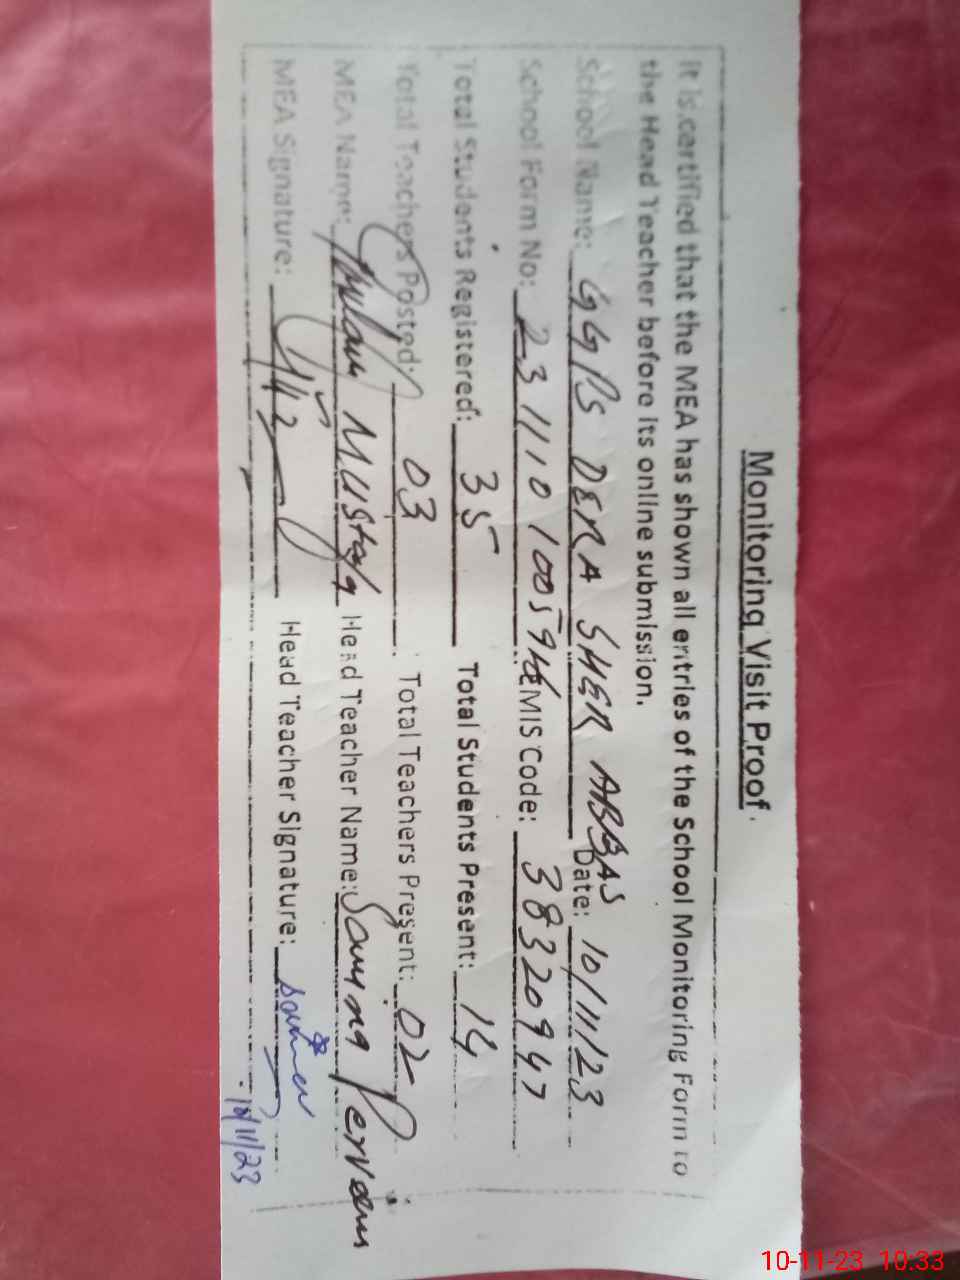 Monitoring Visit Proof
It is certified that the MEA has shown all entries of the School Monitoring Form to
the Head Teacher before its online submission.
School Name: GGPS DERA SHER ABBAS Date: 10/11/23
School Form No: 2311101005946 EMIS Code: 38320947
Total Students Registered: 35 Total Students Present: 14
Total Teachers Posted: 03 Total Teachers Present: 02
MEA Name: Ghulam Mustafa Head Teacher Name: Saima Perveen
MEA Signature: Head Teacher Signature:
10/11/23
10-11-23 10:33